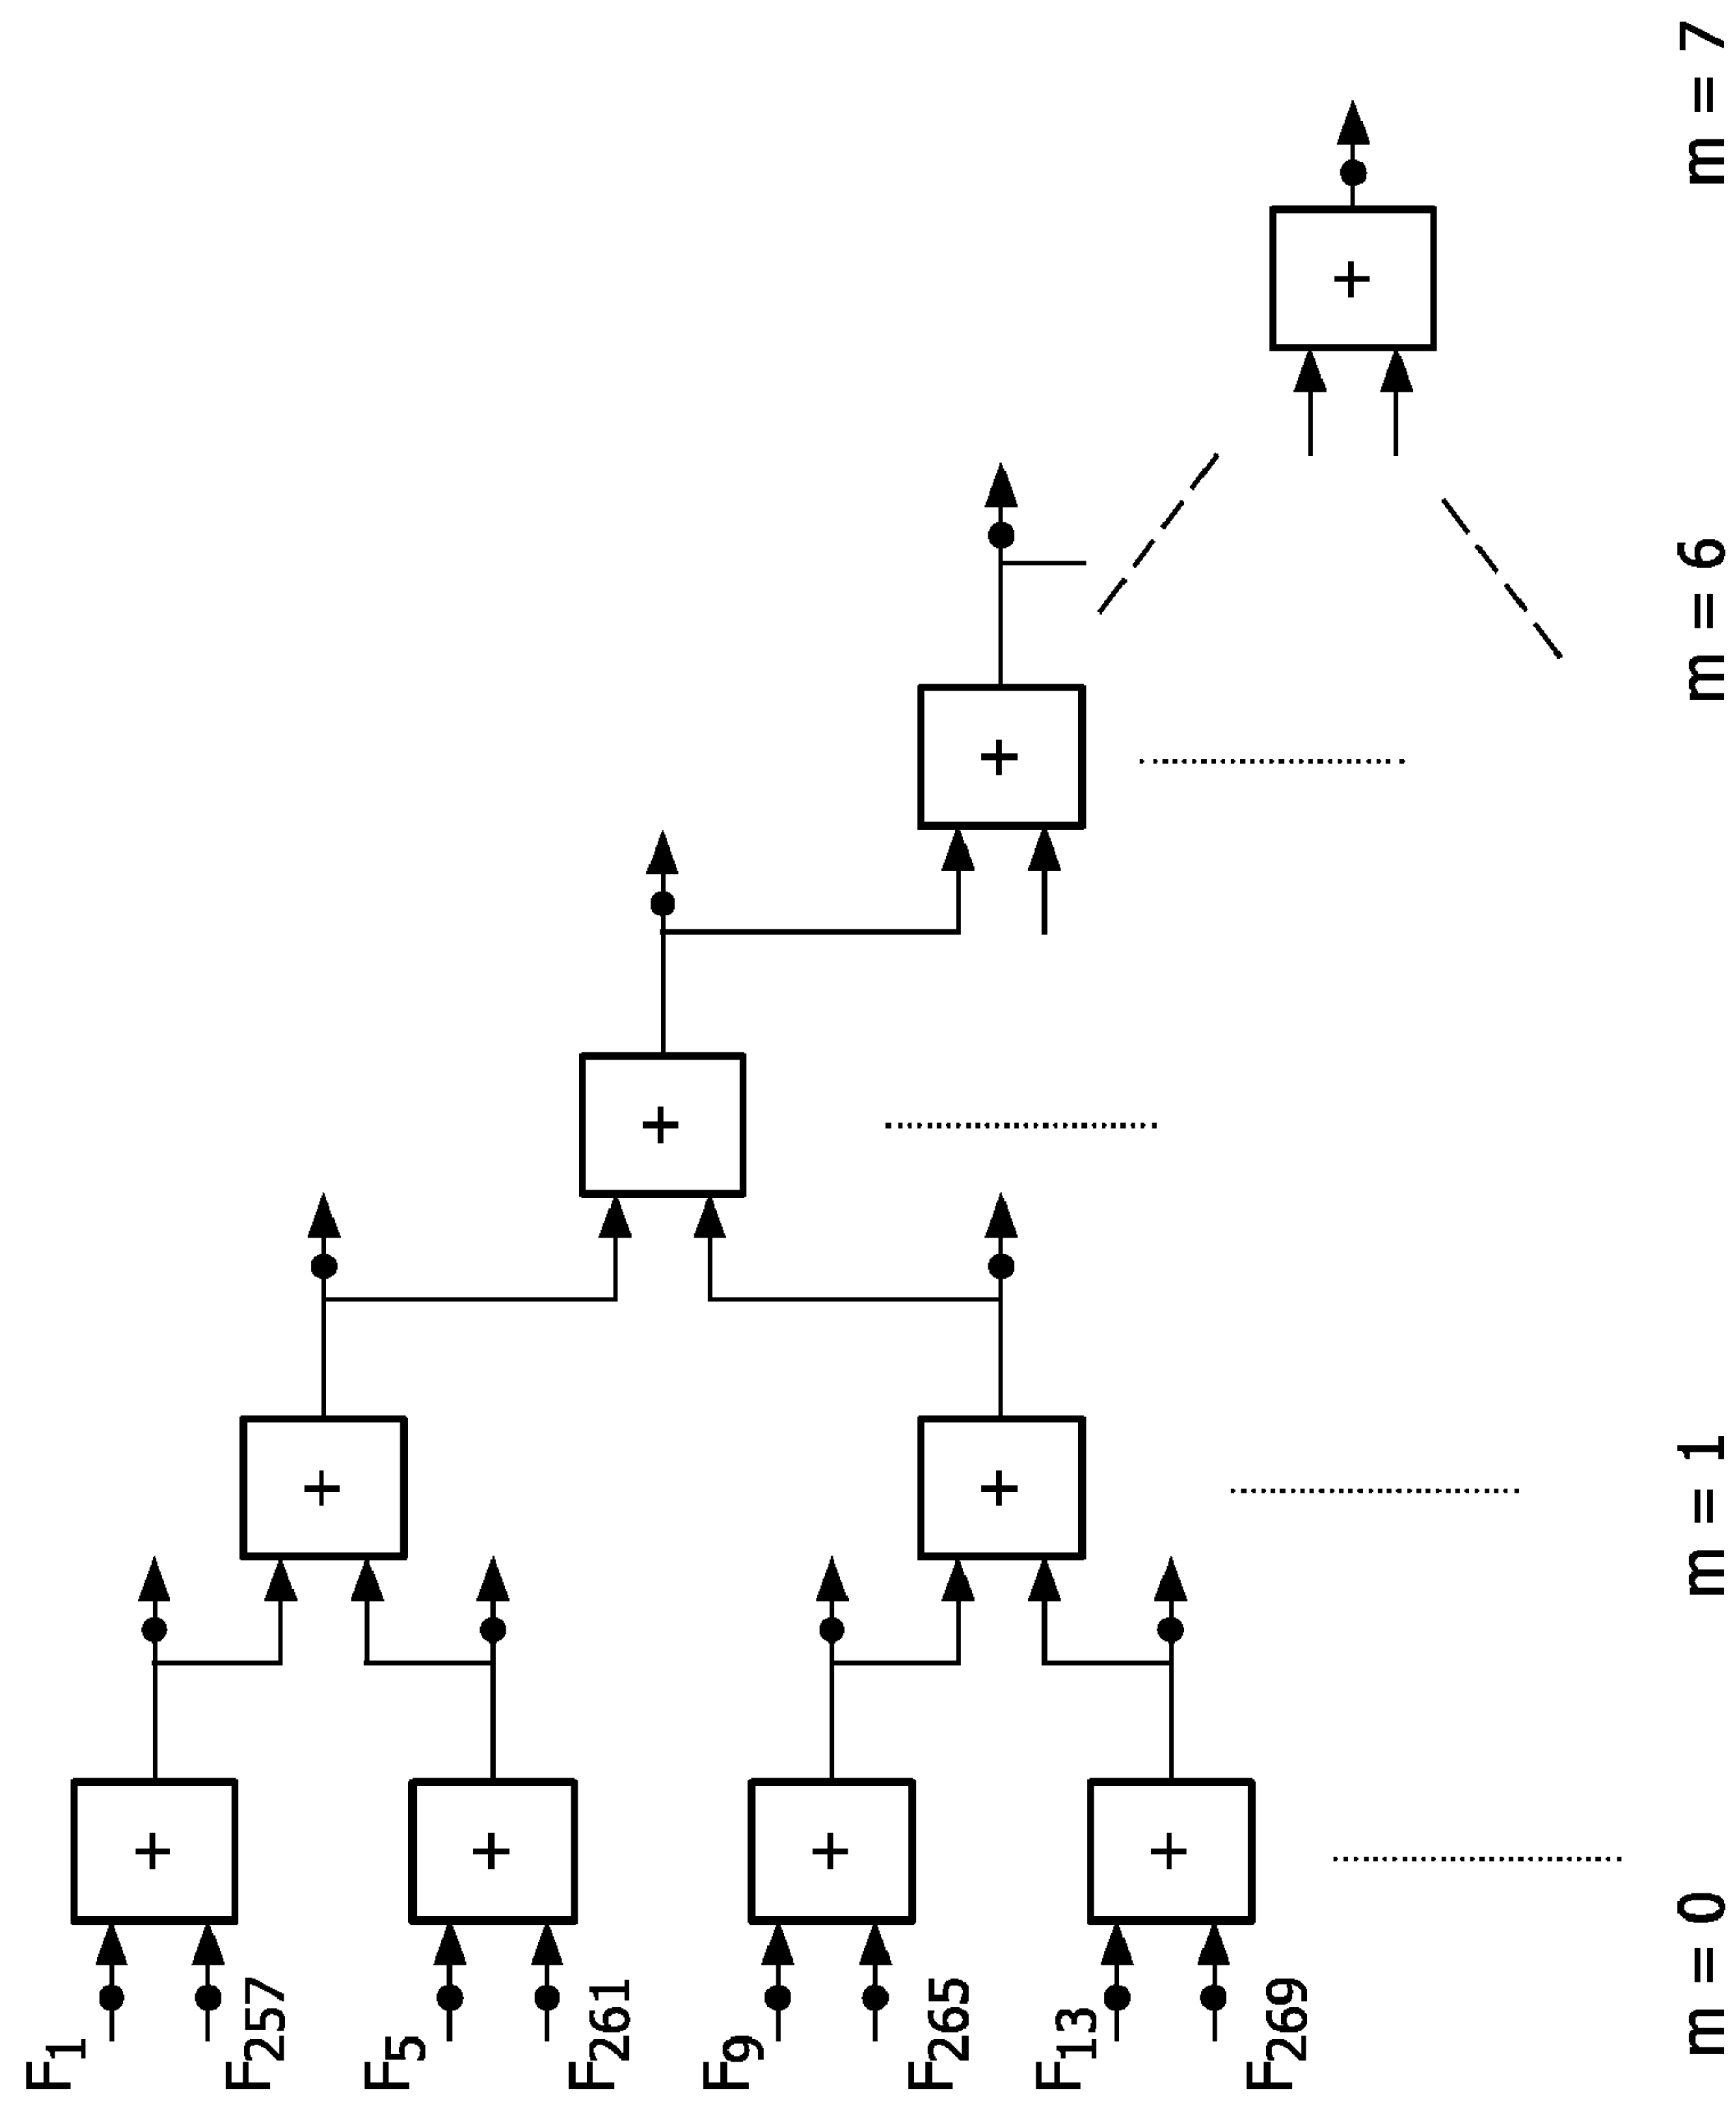 F1
F257
F5
F261
F9
F265
F13
F269
+
+
+
+
+
+
+
+
+
m = 0
m = 1
m = 6
m = 7